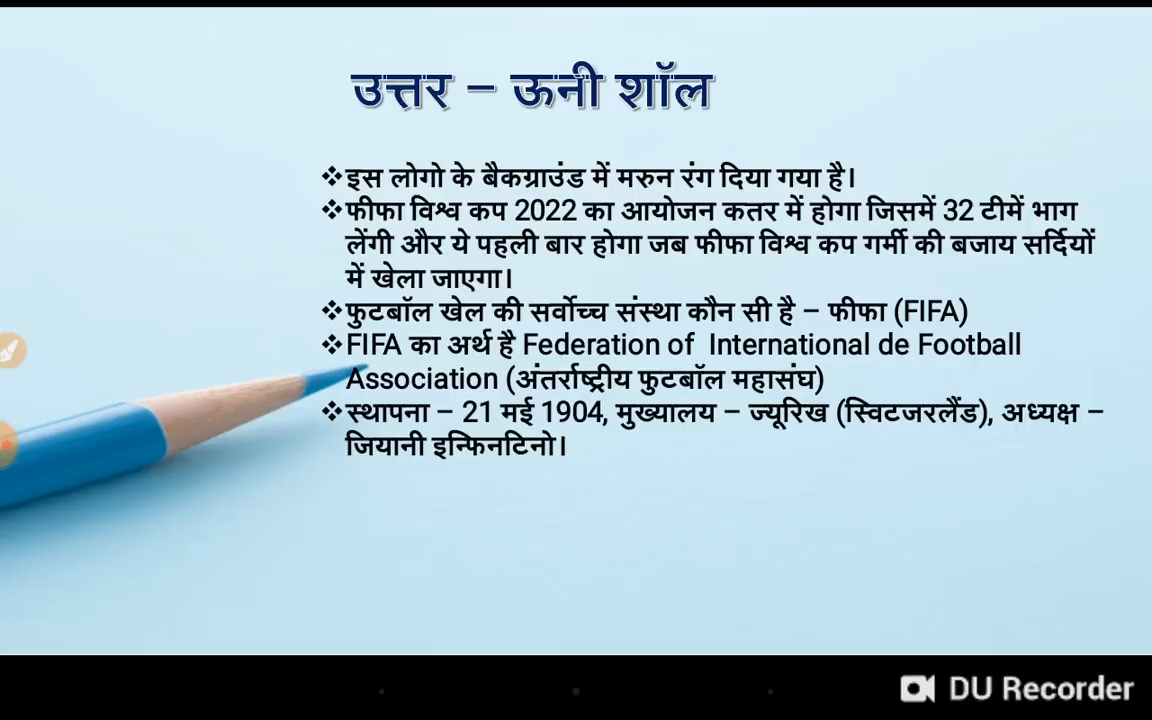 उत्तर – ऊनी शॉल
❖इस लोगो के बैकग्राउंड में मरुन रंग दिया गया है।
❖फीफा विश्व कप 2022 का आयोजन कतर में होगा जिसमें 32 टीमें भाग
लेंगी और ये पहली बार होगा जब फीफा विश्व कप गर्मी की बजाय सर्दियों
में खेला जाएगा।
❖फुटबॉल खेल की सर्वोच्च संस्था कौन सी है – फीफा (FIFA)
❖FIFA का अर्थ है Federation of International de Football
Association (अंतर्राष्ट्रीय फुटबॉल महासंघ)
❖स्थापना – 21 मई 1904, मुख्यालय – ज्यूरिख (स्विटजरलैंड), अध्यक्ष –
जियानी इन्फिनटिनो।
DU Recorder